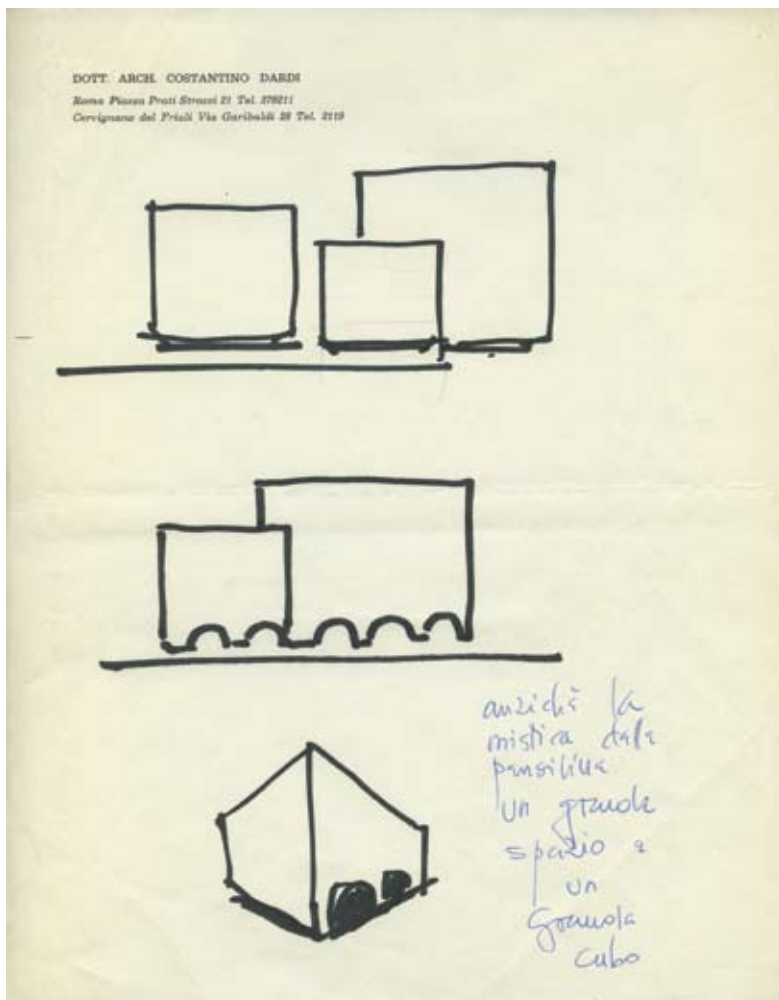 DOTT. ARCH. COSTANTINO DARDI
Roma Piazza Prati Strozzi 21 Tel. 379211
Cervignano del Friuli Via Garibaldi 28 Tel. 2119
anziché la
mistica della
pensilina
un grande
spazio e
un
grande
cubo